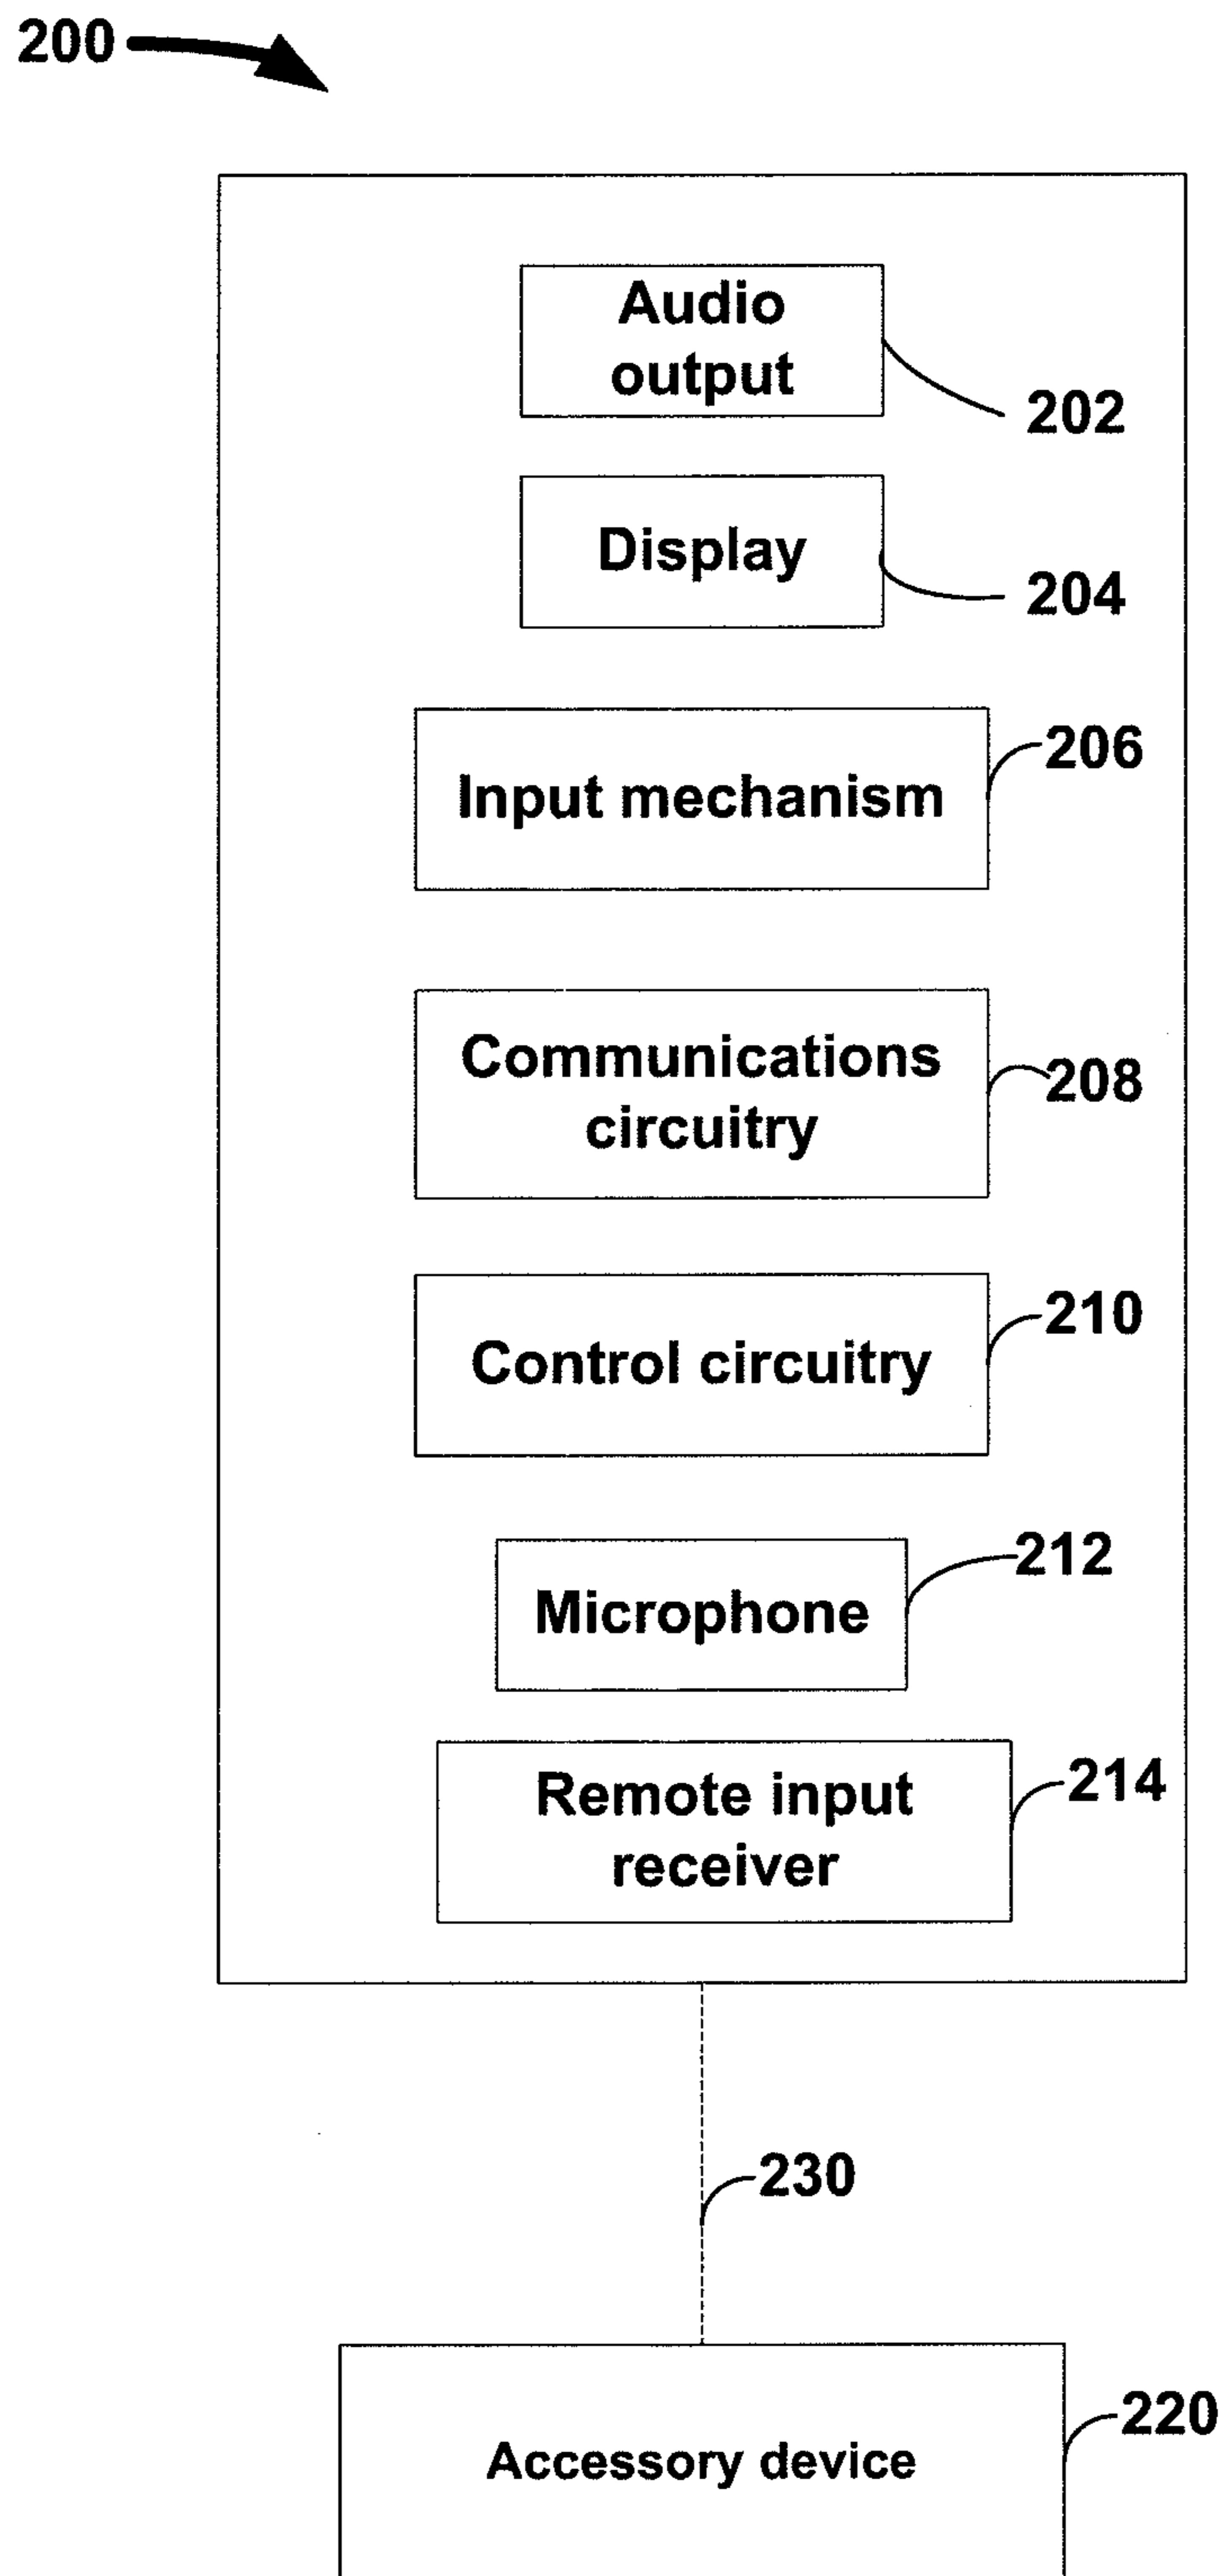 200
Audio
output
202
Display
204
Input mechanism
206
Communications
circuitry
208
Control circuitry
210
Microphone
212
Remote input
receiver
214
230
Accessory device
220